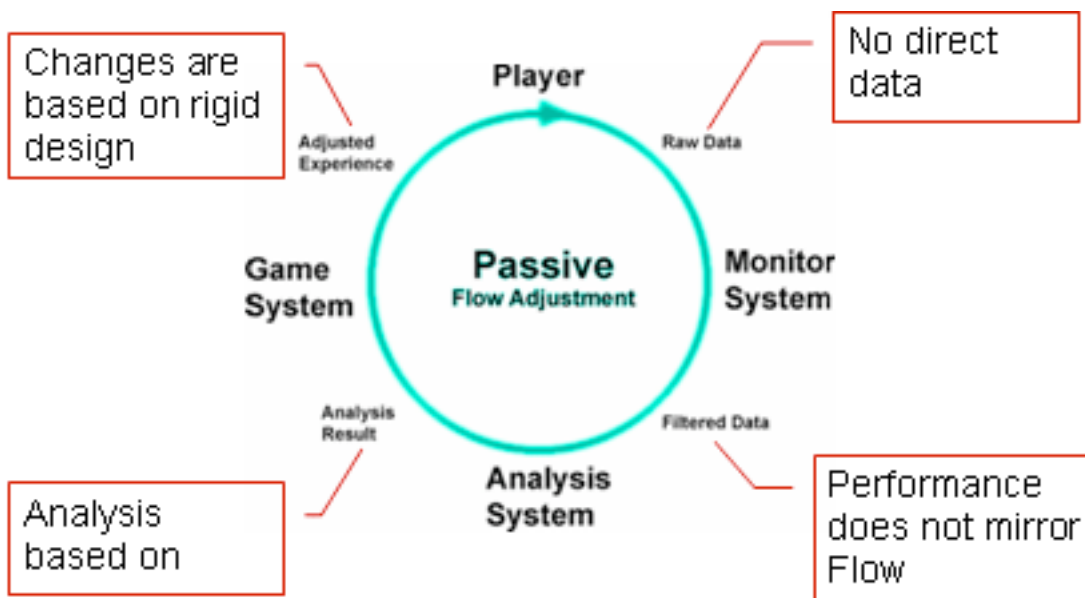 Changes are
based on rigid
design
No direct
data
Player
Adjusted
Experience
Raw Data
Game
System
Passive
Flow Adjustment
Monitor
System
Analysis
Result
Filtered Data
Analysis
System
Analysis
based on
Performance
does not mirror
Flow